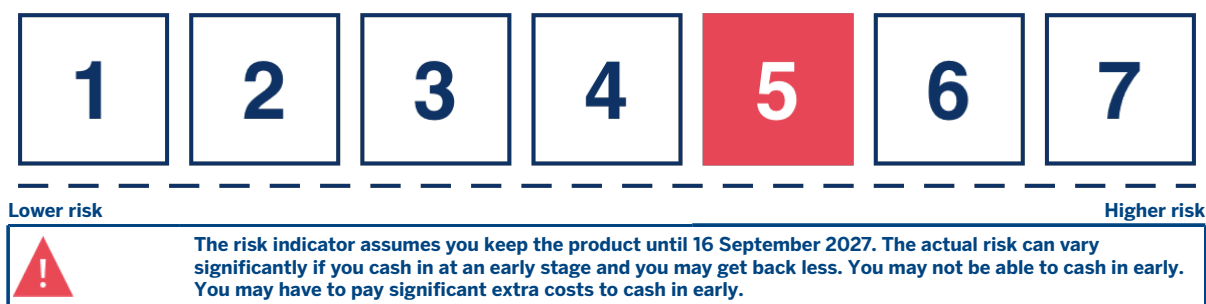 1 2 3 4 5 6 7
Lower risk Higher risk
The risk indicator assumes you keep the product until 16 September 2027. The actual risk can vary
significantly if you cash in at an early stage and you may get back less. You may not be able to cash in early.
You may have to pay significant extra costs to cash in early.